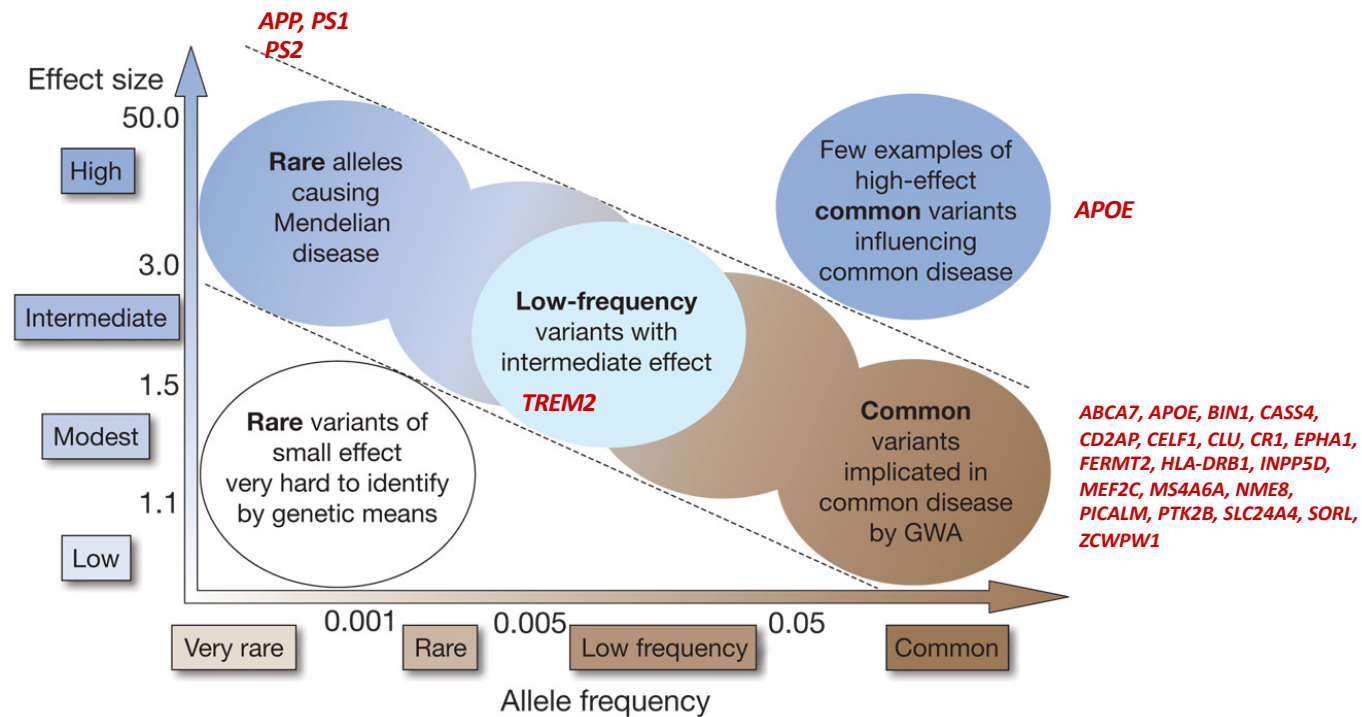 APP, PS1
PS2
Effect size
50.0
High
3.0
Intermediate
1.5
Modest
1.1
Low
Rare alleles
causing
Mendelian
disease
Few examples of
high-effect
common variants
influencing
common disease
APOE
Low-frequency
variants with
intermediate effect
TREM2
Rare variants of
small effect
very hard to identify
by genetic means
Common
variants
implicated in
common disease
by GWA
ABCA7, APOE, BIN1, CASS4,
CD2AP, CELF1, CLU, CR1, EPHA1,
FERMT2, HLA-DRB1, INPP5D,
MEF2C, MS4A6A, NME8,
PICALM, PTK2B, SLC24A4, SORL,
ZCWPW1
0.001
0.005
0.05
Very rare
Rare
Low frequency
Common
Allele frequency